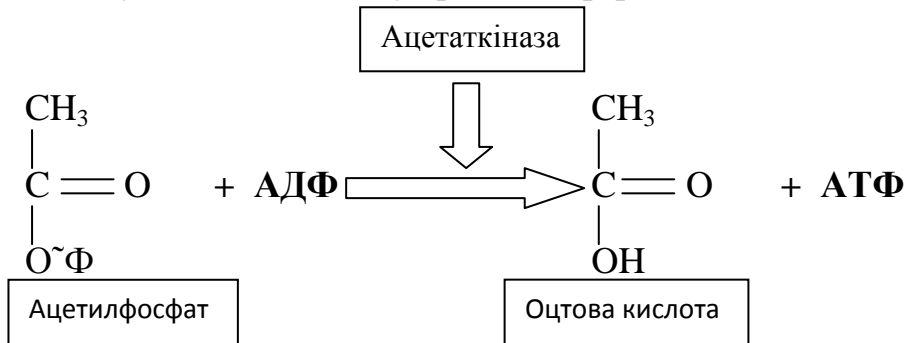 Ацетаткіназа
CH3 CH3
C = O + АДФ C = O + АТФ
O~Ф OH
Ацетилфосфат Оцтова кислота